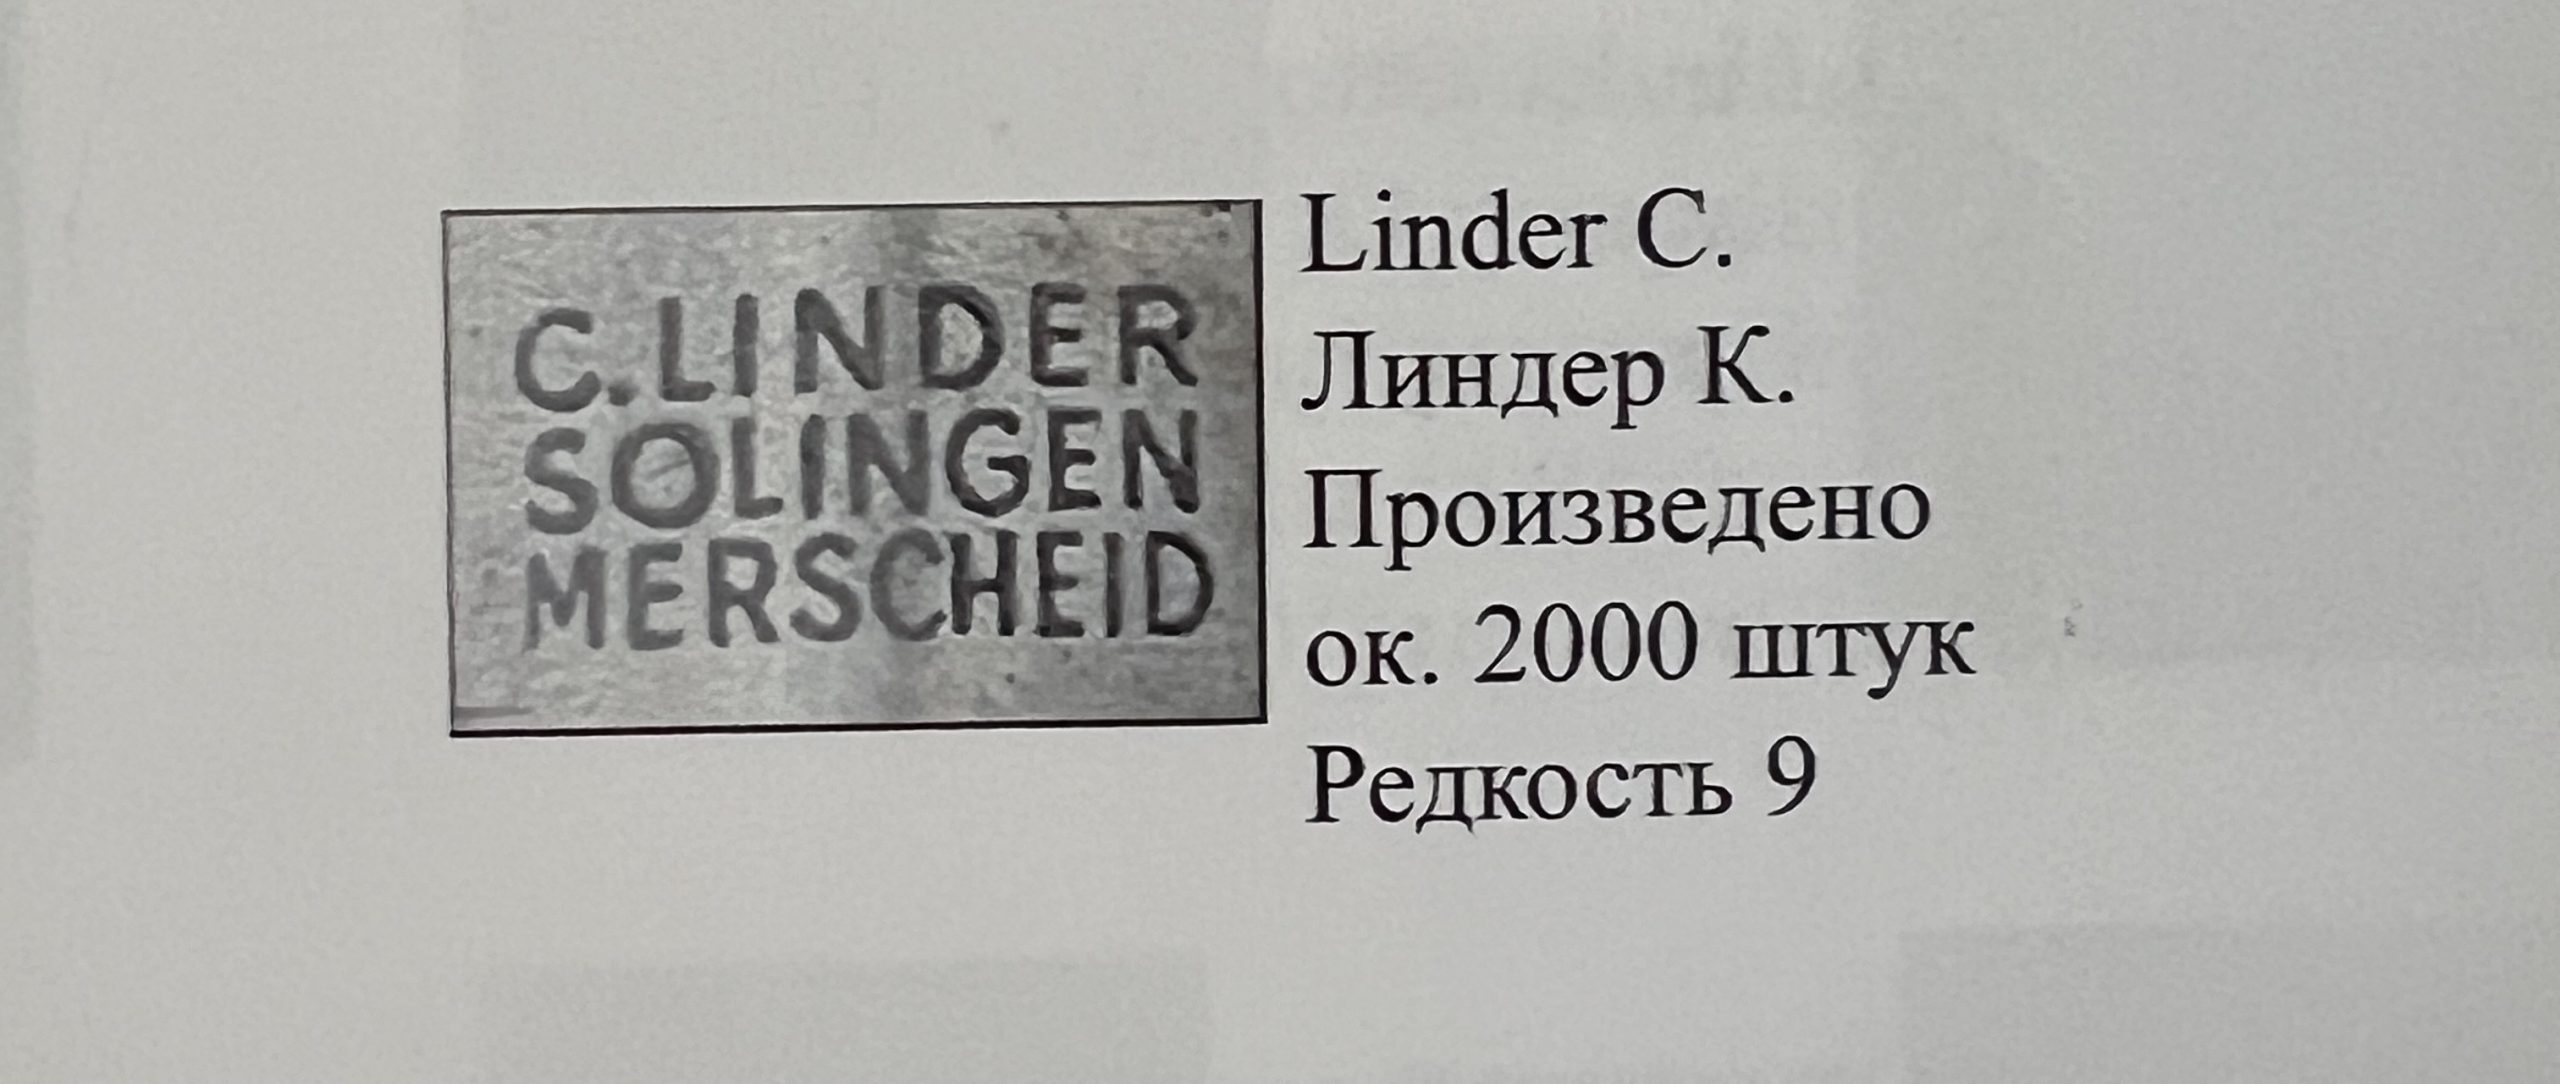 C. LINDER
SOLINGEN
MERSCHEID
Linder C.
Линдер К.
Произведено
ок. 2000 штук
Редкость 9